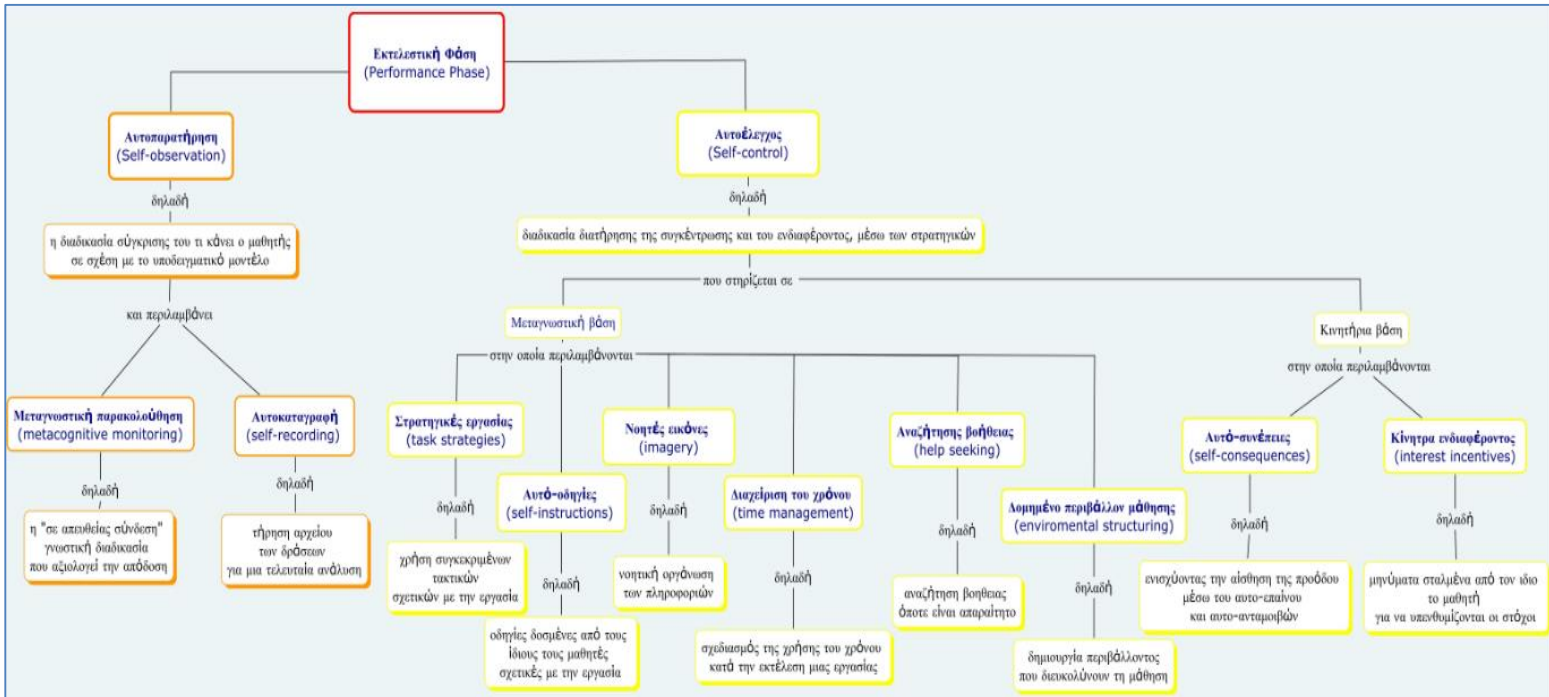 Εκτελεστική Φάση
(Performance Phase)
Αυτοπαρατήρηση
(Self-observation)
δηλαδή
η διαδικασία σύγκρισης του τι κάνει ο μαθητής
σε σχέση με το υποδειγματικό μοντέλο
και περιλαμβάνει
Μεταγνωστική παρακολούθηση
(metacognitive monitoring)
δηλαδή
η "σε απευθείας σύνδεση"
γνωστική διαδικασία
που αξιολογεί την απόδοση
Αυτοκαταγραφή
(self-recording)
δηλαδή
τήρηση αρχείου
των δράσεων
για μια τελευταία ανάλυση
Αυτοέλεγχος
(Self-control)
δηλαδή
διαδικασία διατήρησης της συγκέντρωσης και του ενδιαφέροντος, μέσω των στρατηγικών
που στηρίζεται σε
Μεταγνωστική βάση
στην οποία περιλαμβάνονται
Στρατηγικές εργασίας
(task strategies)
δηλαδή
χρήση συγκεκριμένων
τακτικών
σχετικών με την εργασία
Αυτό-οδηγίες
(self-instructions)
δηλαδή
οδηγίες δοσμένες από τους
ίδιους τους μαθητές
σχετικές με την εργασία
Νοητές εικόνες
(imagery)
δηλαδή
νοητική οργάνωση
των πληροφοριών
Διαχείριση του χρόνου
(time management)
δηλαδή
σχεδιασμός της χρήσης του χρόνου
κατά την εκτέλεση μιας εργασίας
Αναζήτησης βοήθειας
(help seeking)
δηλαδή
αναζήτηση βοηθειας
όποτε είναι απαραίτητο
Δομημένο περιβάλλον μάθησης
(enviromental structuring)
δηλαδή
δημιουργία περιβάλλοντος
που διευκολύνουν τη μάθηση
Κινητήρια βάση
στην οποία περιλαμβάνονται
Αυτό-συνέπειες
(self-consequences)
δηλαδή
ενισχύοντας την αίσθηση της προόδου
μέσω του αυτο-επαίνου
και αυτο-ανταμοιβών
Κίνητρα ενδιαφέροντος
(interest incentives)
δηλαδή
μηνύματα σταλμένα από τον ιδιο
το μαθητή
για να υπενθυμίζονται οι στόχοι